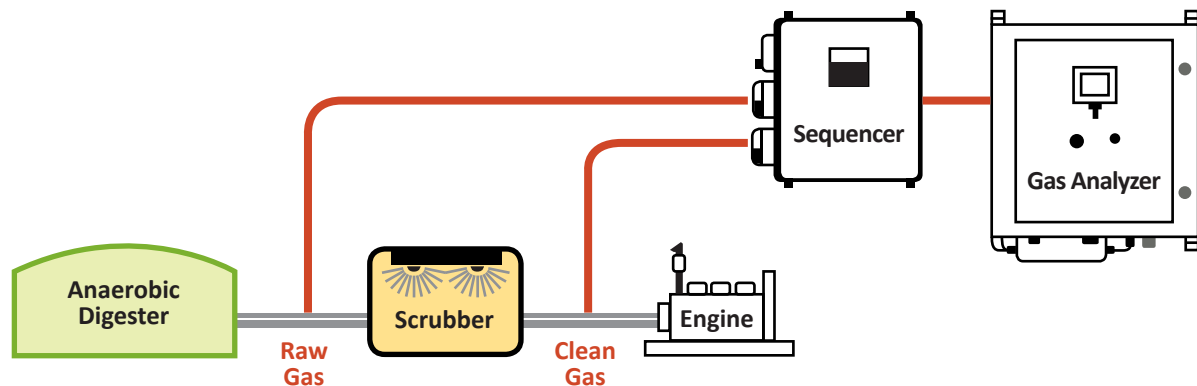 Sequencer
Gas Analyzer
Anaerobic
Digester
Scrubber
Engine
Raw
Gas
Clean
Gas